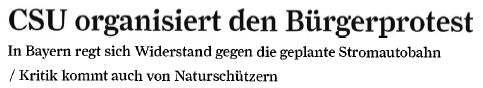 CSU organisiert den Bürgerprotest
In Bayern regt sich Widerstand gegen die geplante Stromautobahn
/ Kritik kommt auch von Naturschützern